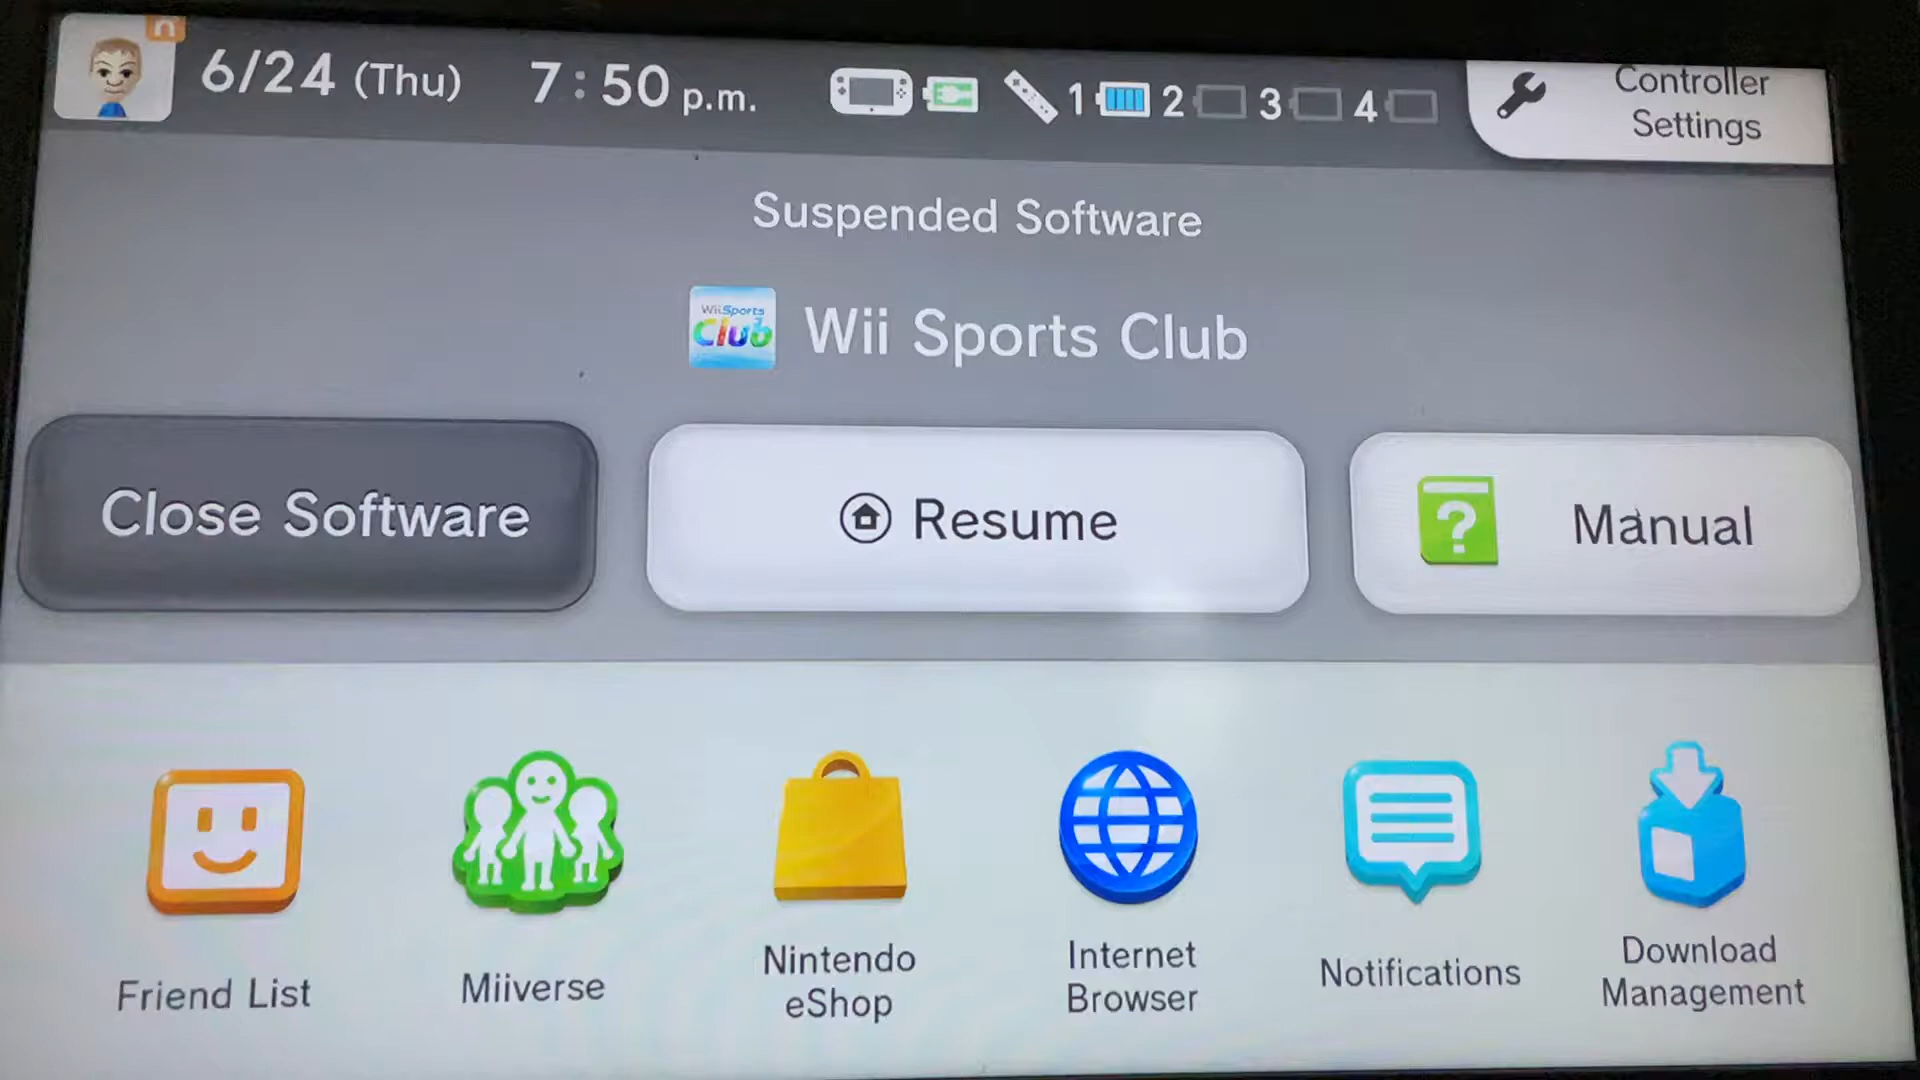 n
6/24 (Thu) 7:50 p.m. 1 2 3 4
Controller
Settings
Suspended Software
Wii Sports
Club
Wii Sports Club
Close Software
Resume
? Manual
Friend List
Miiverse
Nintendo
eShop
Internet
Browser
Notifications
Download
Management